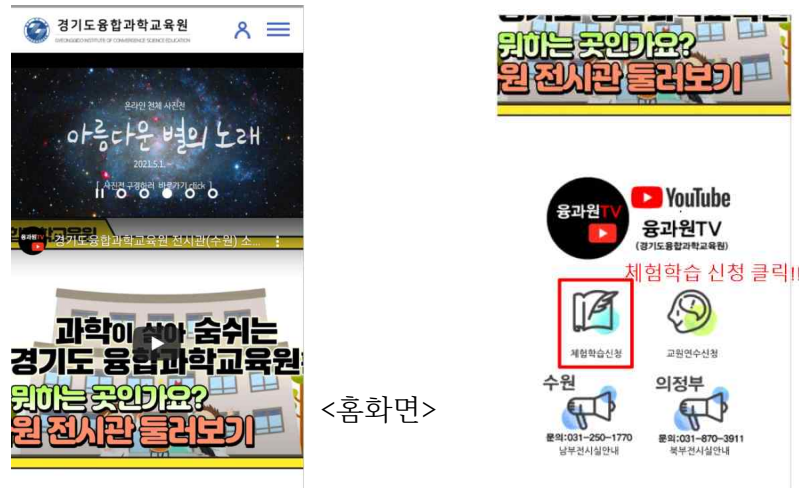 경기도융합과학교육원
GYEONGGIDO INSTITUTE OF CONVERGENCE SCIENCE EDUCATION
온라인 천체 사진전
아름다운 별의 노래
2021.5.1. ~
[ 사진전 구경하러 바로가기 click ]
융과원TV
경기도융합과학교육원 전시관(수원) 소...
과학이 살아 숨쉬는
경기도 융합과학교육원
뭐하는 곳인가요?
원 전시관 둘러보기
<홈화면>
뭐하는 곳인가요?
원 전시관 둘러보기
융과원TV
YouTube
융과원TV
(경기도융합과학교육원)
체험학습 신청 클릭!!
체험학습신청
교원연수신청
수원
의정부
문의:031-250-1770
문의:031-870-3911
남부전시실안내
북부전시실안내